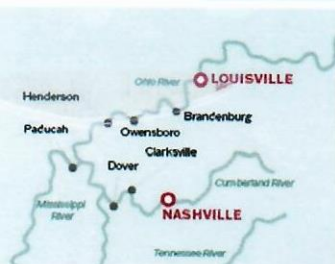 Ohio River
LOUISVILLE
Henderson
Brandenburg
Paducah
Owensboro
Clarksville
Dover
Cumberland River
Mississippi
River
NASHVILLE
Tennessee River